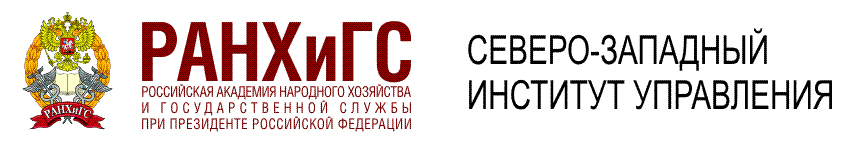 РАНХиГС
РАНХиГС
РОССИЙСКАЯ АКАДЕМИЯ НАРОДНОГО ХОЗЯЙСТВА
И ГОСУДАРСТВЕННОЙ СЛУЖБЫ
ПРИ ПРЕЗИДЕНТЕ РОССИЙСКОЙ ФЕДЕРАЦИИ
СЕВЕРО-ЗАПАДНЫЙ
ИНСТИТУТ УПРАВЛЕНИЯ